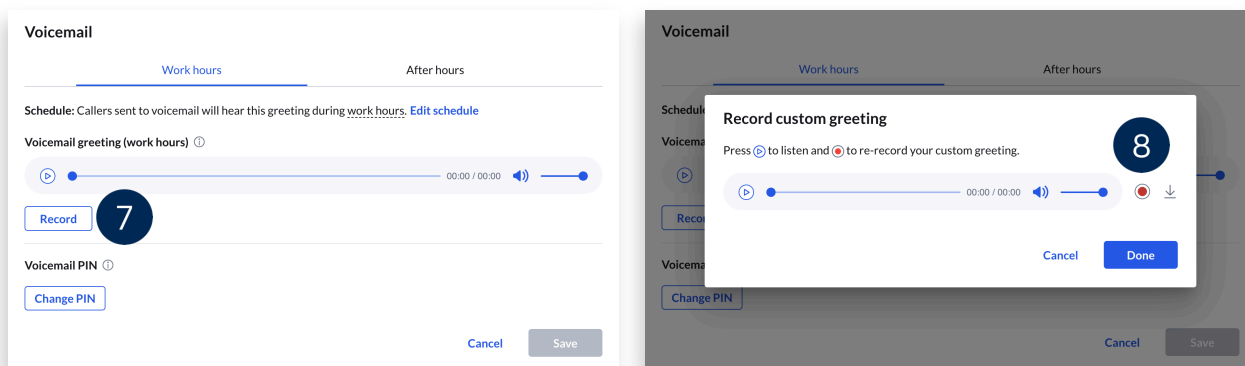 Voicemail
Work hours After hours
Schedule: Callers sent to voicemail will hear this greeting during work hours. Edit schedule
Voicemail greeting (work hours)
00:00 / 00:00
Record 7
Voicemail PIN
Change PIN
Cancel Save
Voicemail
Work hours After hours
Schedul
Voicema
Record custom greeting
8
Press to listen and to re-record your custom greeting.
00:00 / 00:00
Cancel Done
Reco
Voicema
Change PIN
Cancel Save